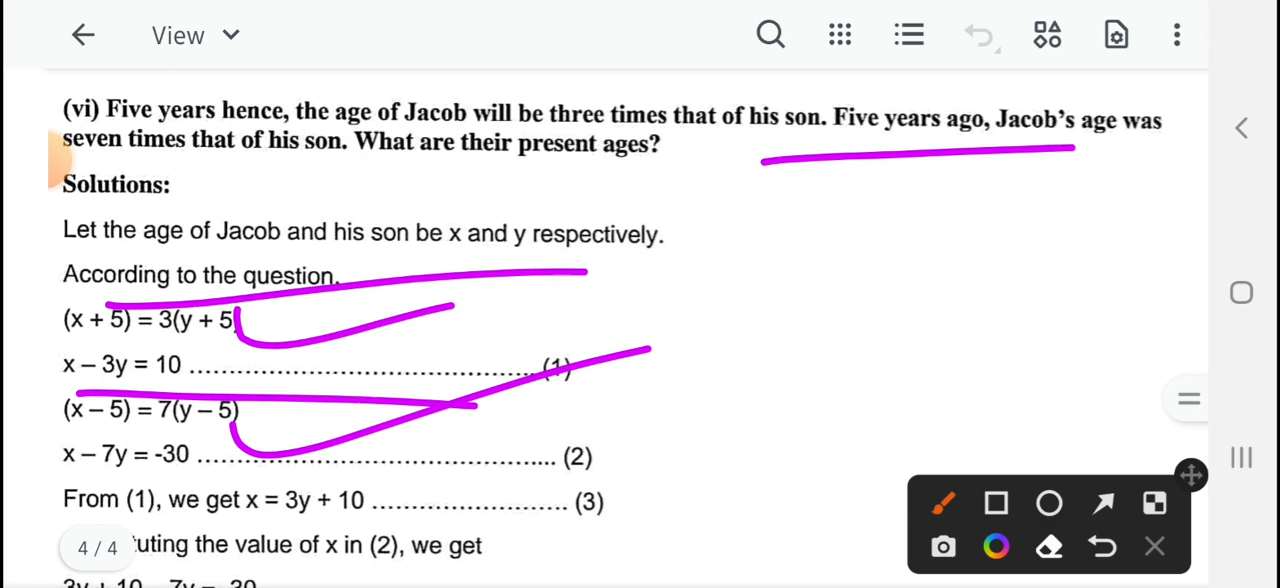 View
(vi) Five years hence, the age of Jacob will be three times that of his son. Five years ago, Jacob's age was
seven times that of his son. What are their present ages?
Solutions:
Let the age of Jacob and his son be x and y respectively.
According to the question,
(x + 5) = 3(y + 5)
x – 3y = 10 ................................................ (1)
(x – 5) = 7(y – 5)
x – 7y = -30 ................................................ (2)
From (1), we get x = 3y + 10 .......................... (3)
4 / 4
uting the value of x in (2), we get
3y + 10 – 7y = -30